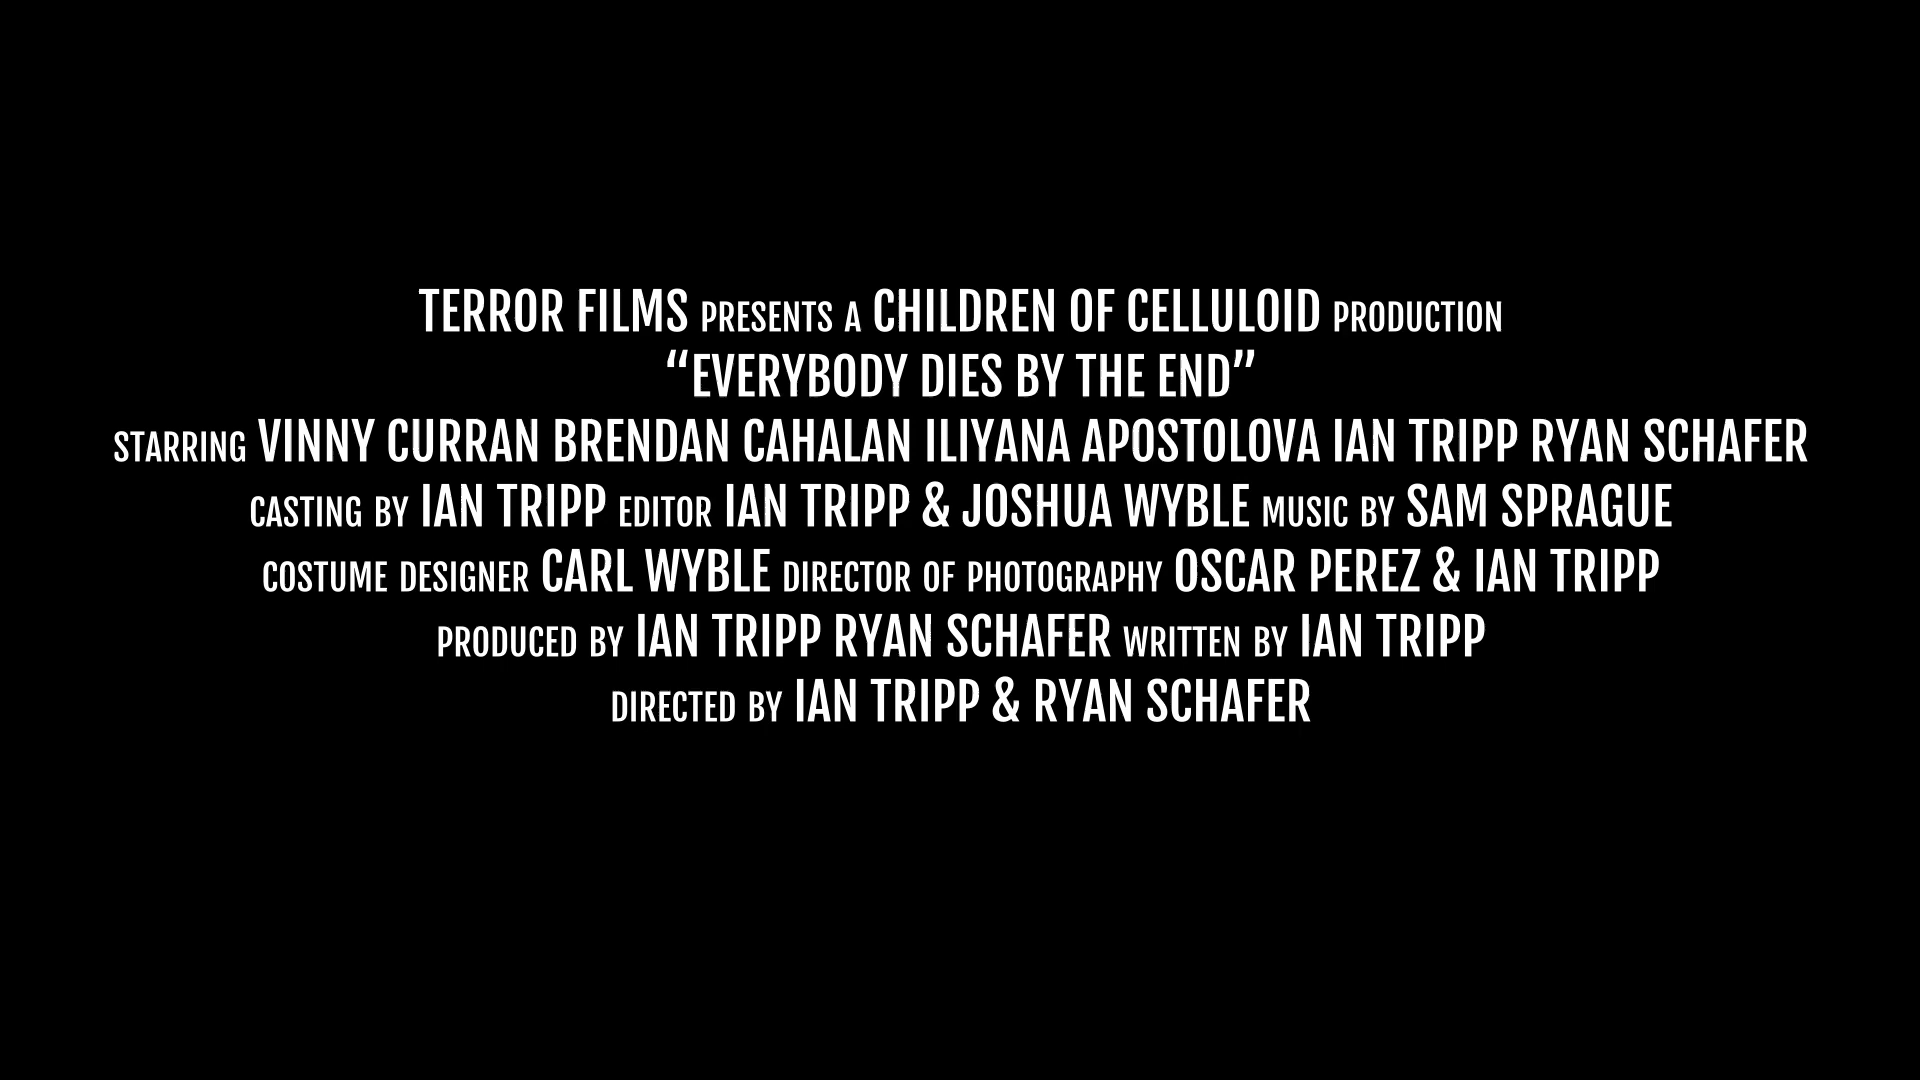 TERROR FILMS PRESENTS A CHILDREN OF CELLULOID PRODUCTION
“EVERYBODY DIES BY THE END”
STARRING VINNY CURRAN BRENDAN CAHALAN ILIYANA APOSTOLOVA IAN TRIPP RYAN SCHAFER
CASTING BY IAN TRIPP EDITOR IAN TRIPP & JOSHUA WYBLE MUSIC BY SAM SPRAGUE
COSTUME DESIGNER CARL WYBLE DIRECTOR OF PHOTOGRAPHY OSCAR PEREZ & IAN TRIPP
PRODUCED BY IAN TRIPP RYAN SCHAFER WRITTEN BY IAN TRIPP
DIRECTED BY IAN TRIPP & RYAN SCHAFER